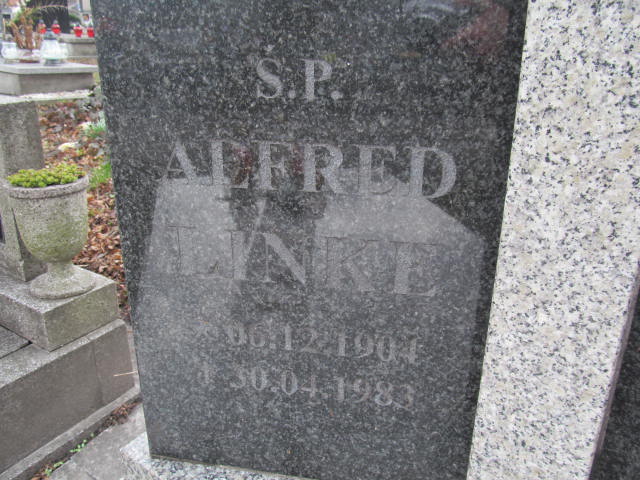 S.P.
ALFRED
LINKE
* 06.12.1904
† 30.04.1983